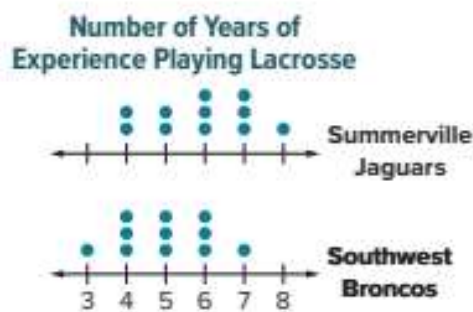 Number of Years of
Experience Playing Lacrosse
Summerville
Jaguars
Southwest
Broncos
3 4 5 6 7 8